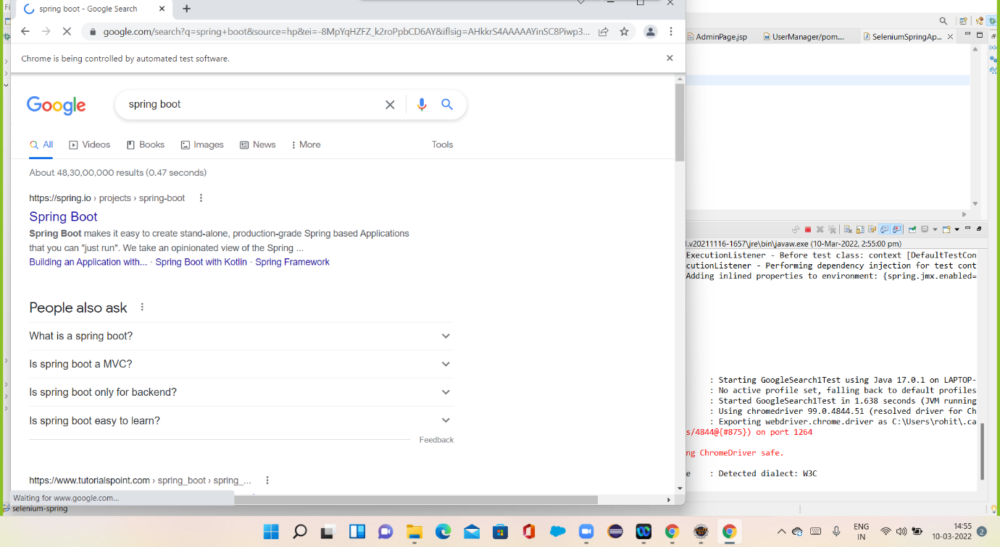 spring boot - Google Search
google.com/search?q=spring+boot&source=hp&ei=-8MpYqHZFZ_k2roPpbCD6AY&iflsig=AHkkrS4AAAAAYinSC8Piwp3...
Chrome is being controlled by automated test software.
Google
spring boot
All Videos Books Images News More Tools
About 48,30,00,000 results (0.47 seconds)
https://spring.io › projects › spring-boot
Spring Boot
Spring Boot makes it easy to create stand-alone, production-grade Spring based Applications
that you can "just run". We take an opinionated view of the Spring ...
Building an Application with... · Spring Boot with Kotlin · Spring Framework
People also ask
What is a spring boot?
Is spring boot a MVC?
Is spring boot only for backend?
Is spring boot easy to learn?
Feedback
https://www.tutorialspoint.com › spring_boot › spring_...
Waiting for www.google.com...
selenium-spring
AdminPage.jsp UserManager/pom.... SeleniumSpringAp...
.v20211116-1657\jre\bin\javaw.exe (10-Mar-2022, 2:55:00 pm)
ExecutionListener - Before test class: context [DefaultTestCon
cutionListener - Performing dependency injection for test cont
Adding inlined properties to environment: {spring.jmx.enabled=
: Starting GoogleSearch1Test using Java 17.0.1 on LAPTOP-
: No active profile set, falling back to default profiles
: Started GoogleSearch1Test in 1.638 seconds (JVM running
: Using chromedriver 99.0.4844.51 (resolved driver for Ch
: Exporting webdriver.chrome.driver as C:\Users\rohit\.ca
s/4844@{#875}) on port 1264
ng ChromeDriver safe.
e : Detected dialect: W3C
ENG
IN
14:55
10-03-2022
2